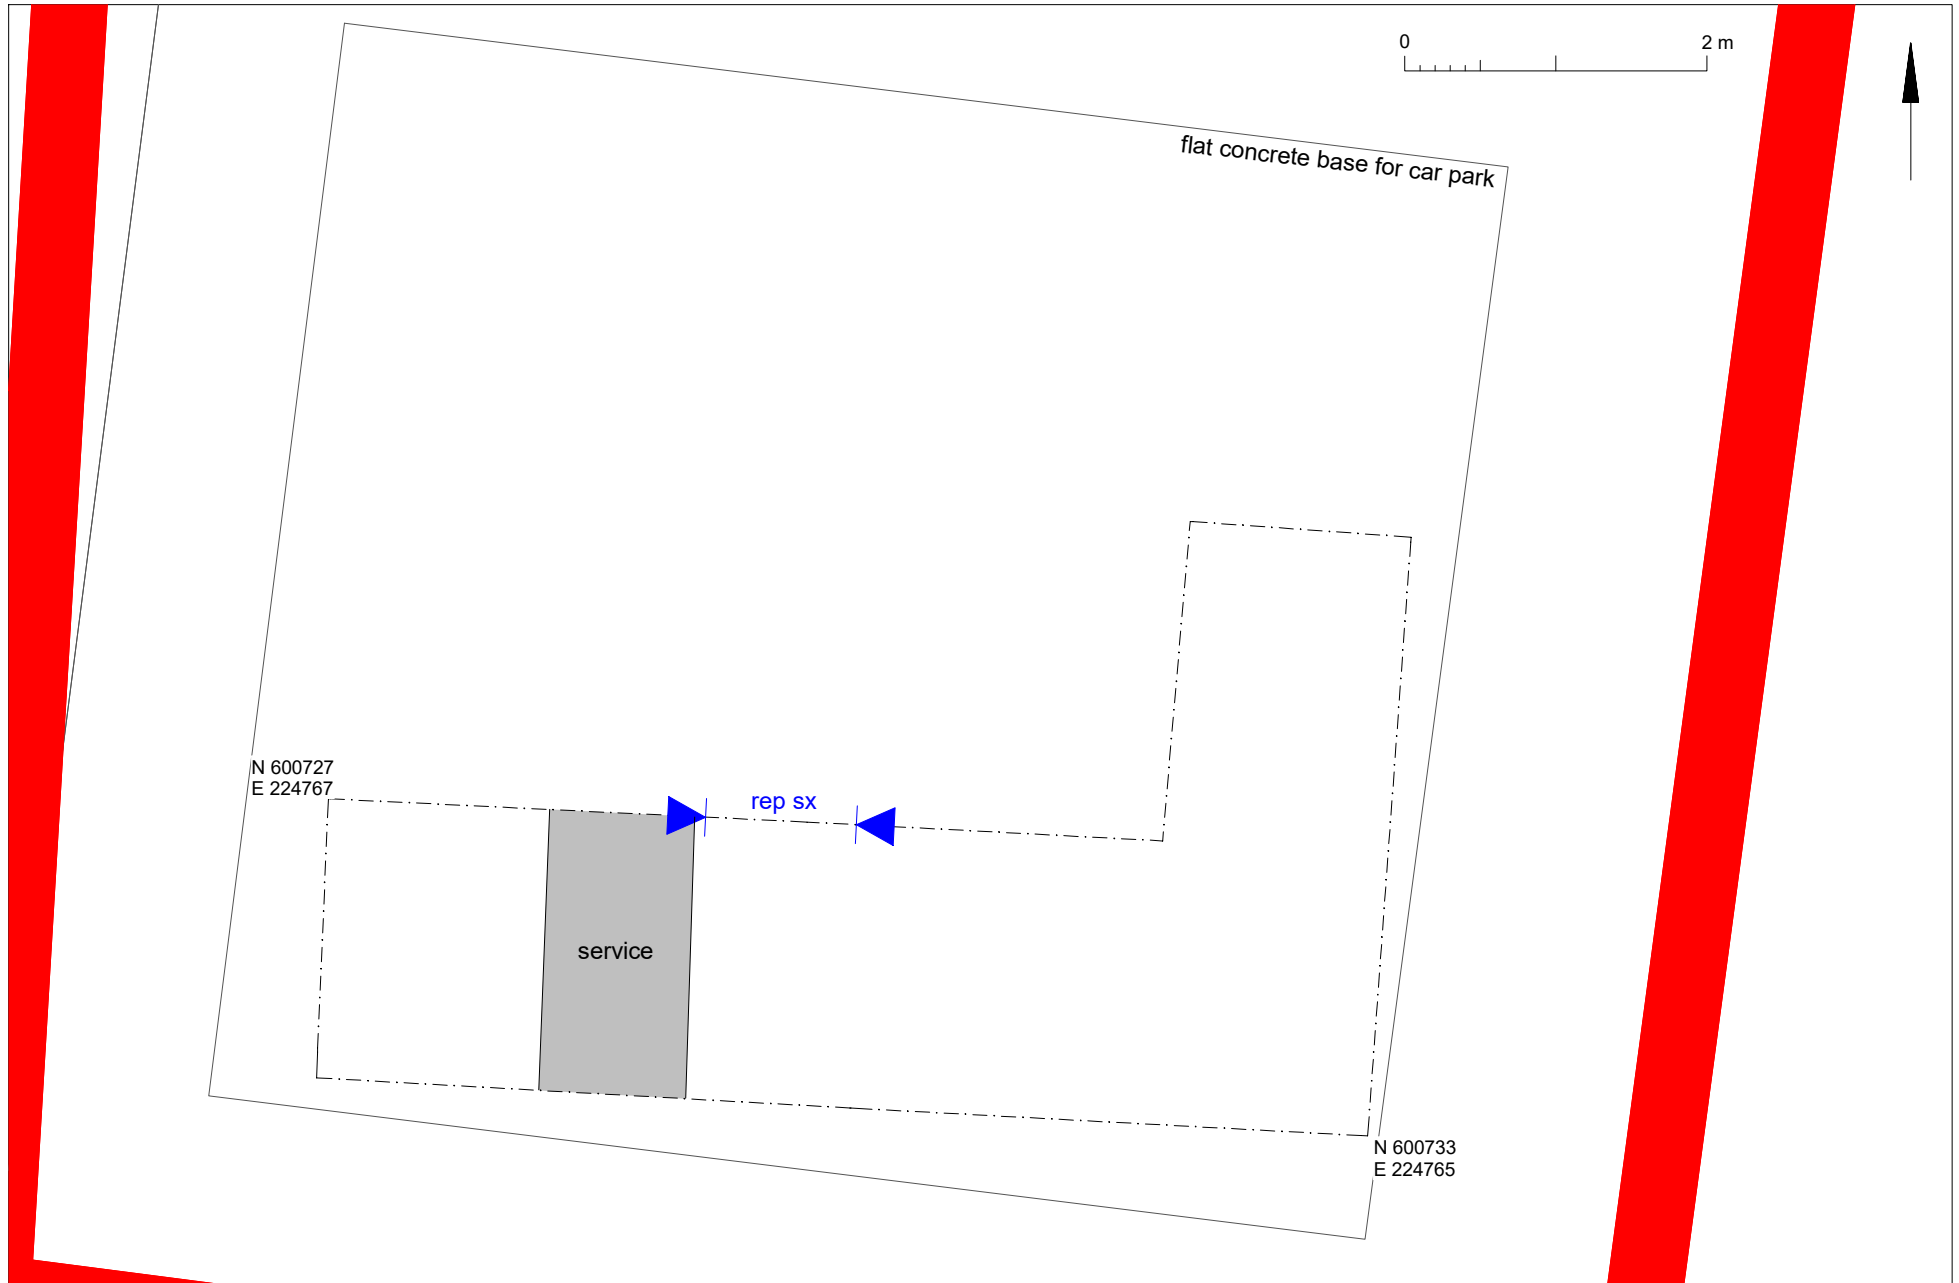 0 2 m
flat concrete base for car park
N 600727
E 224767
rep sx
service
N 600733
E 224765